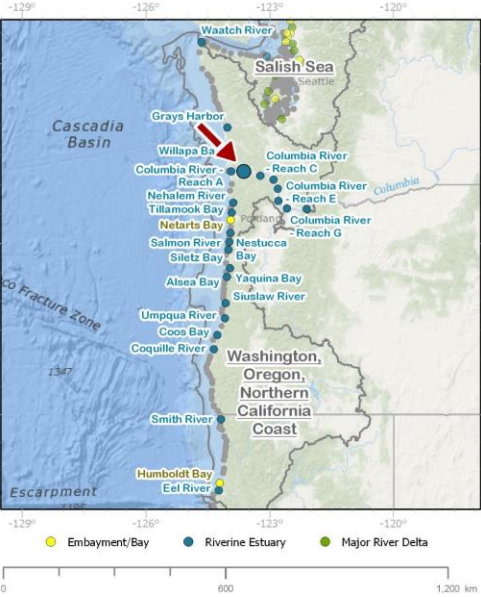 -129°
-126°
-123°
-120°
Waatch River
Salish Sea
Seattle
Grays Harbor
Cascadia
Basin
Willapa Ba
Columbia River -
Reach A
Columbia River
- Reach C
Columbia River
- Reach E
Columbia
Nehalem River
Tillamook Bay
Portland
Columbia River
- Reach G
Netarts Bay
Salmon River
Nestucca
Bay
Siletz Bay
Alsea Bay
Yaquina Bay
Siuslaw River
co Fracture Zone
Umpqua River
Coos Bay
Coquille River
1347
Washington,
Oregon,
Northern
California
Coast
Smith River
Humboldt Bay
Eel River
Escarpment
-129°
-126°
-123°
-120°
Embayment/Bay
Riverine Estuary
Major River Delta
0
600
1,200 km